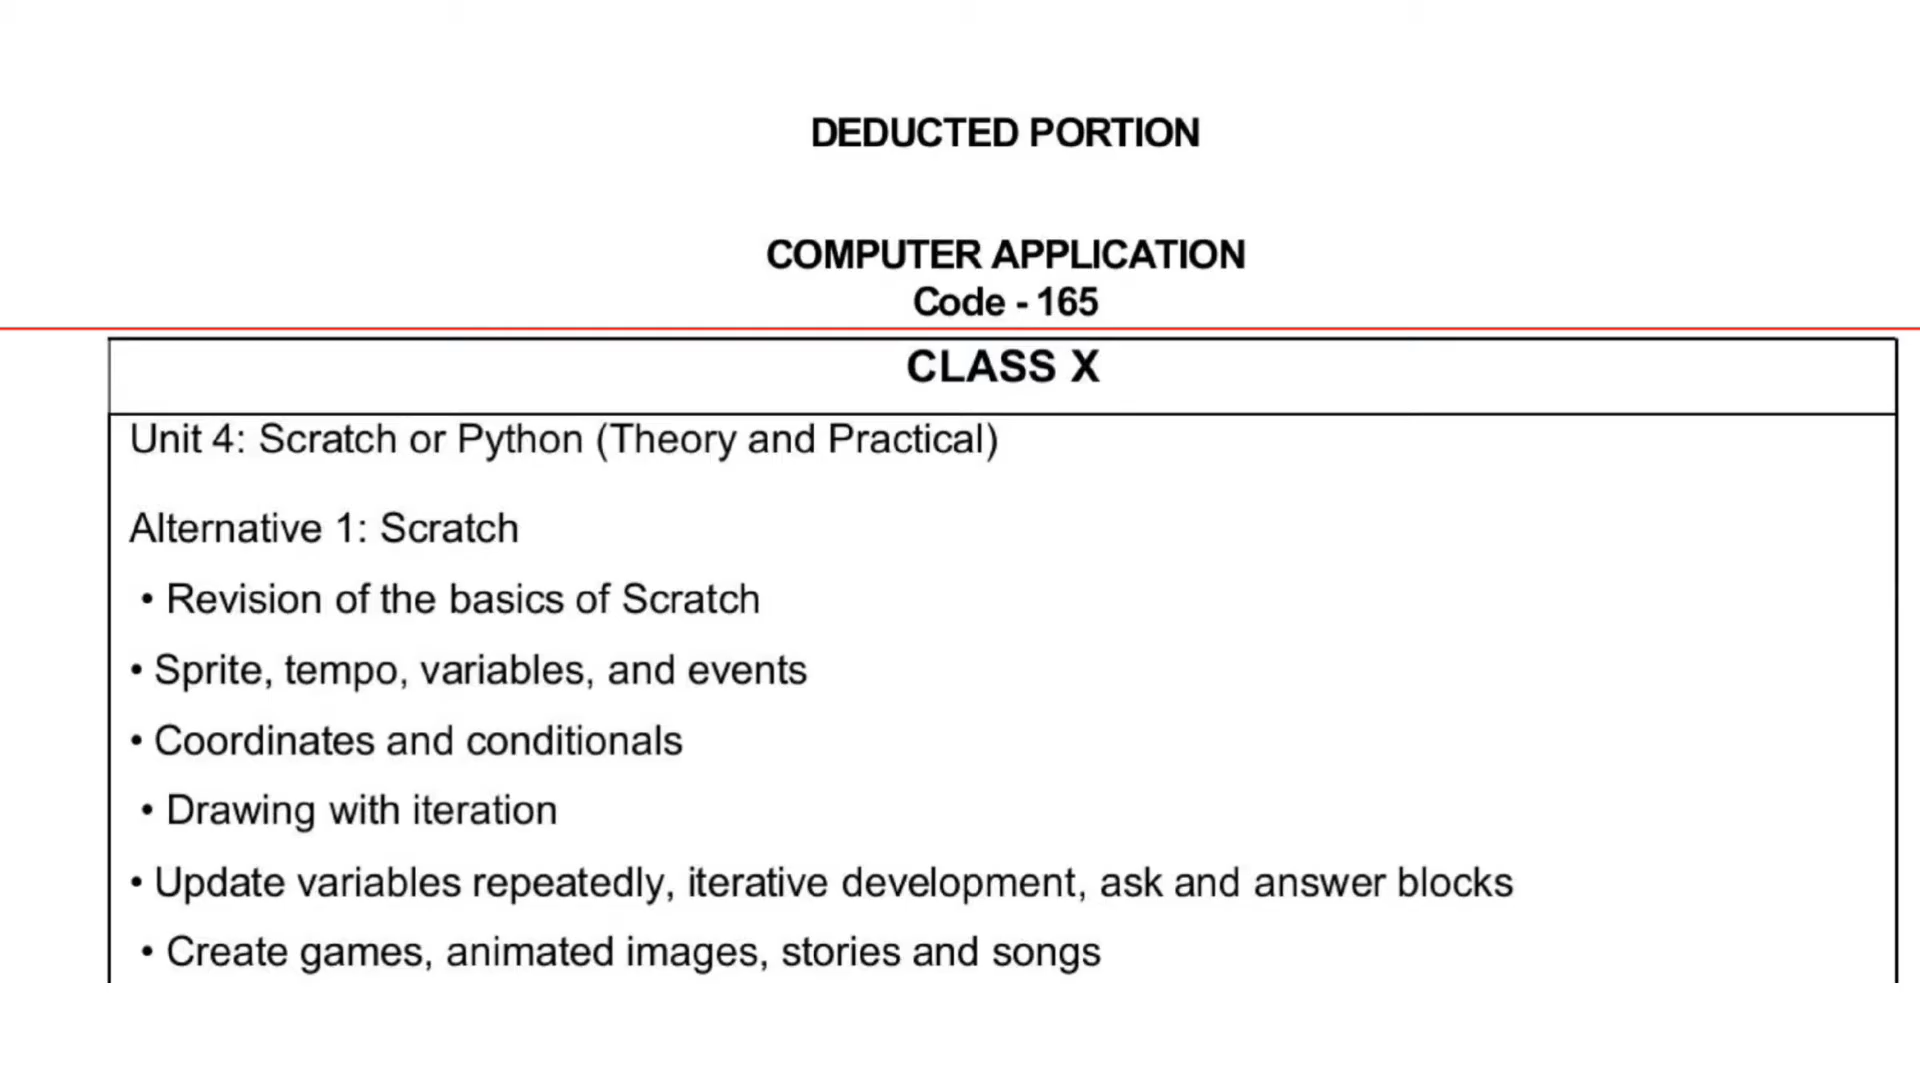 DEDUCTED PORTION
COMPUTER APPLICATION
Code - 165
CLASS X
Unit 4: Scratch or Python (Theory and Practical)
Alternative 1: Scratch
• Revision of the basics of Scratch
• Sprite, tempo, variables, and events
• Coordinates and conditionals
• Drawing with iteration
• Update variables repeatedly, iterative development, ask and answer blocks
• Create games, animated images, stories and songs